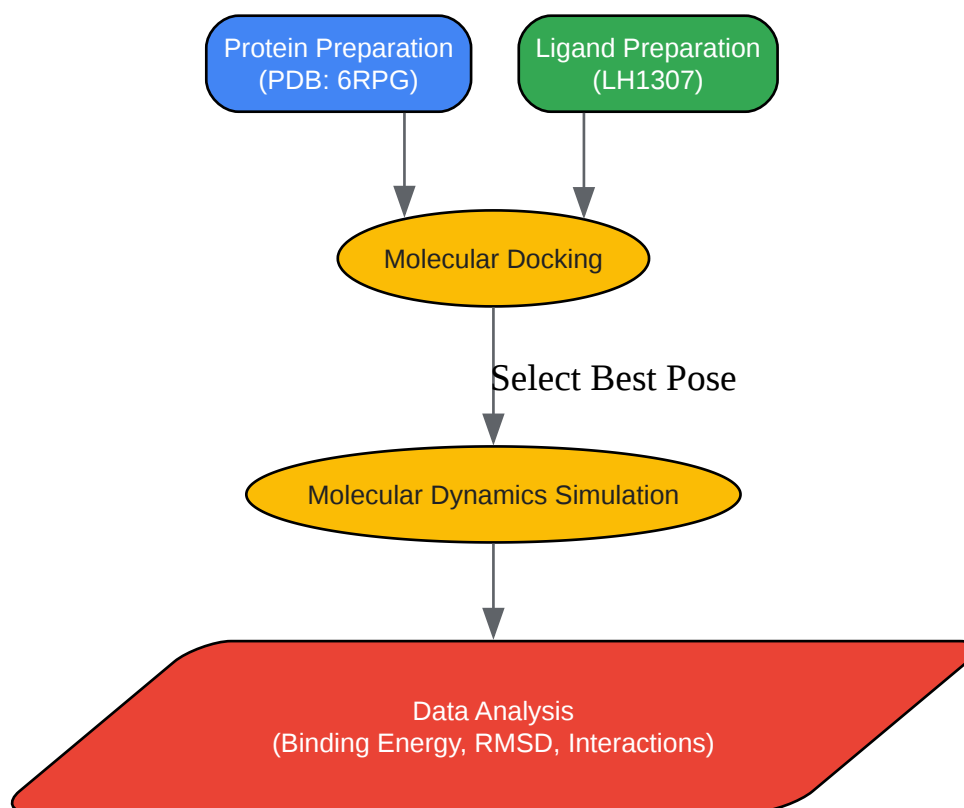 Protein Preparation
(PDB: 6RPG)
Ligand Preparation
(LH1307)
Molecular Docking
Select Best Pose
Molecular Dynamics Simulation
Data Analysis
(Binding Energy, RMSD, Interactions)